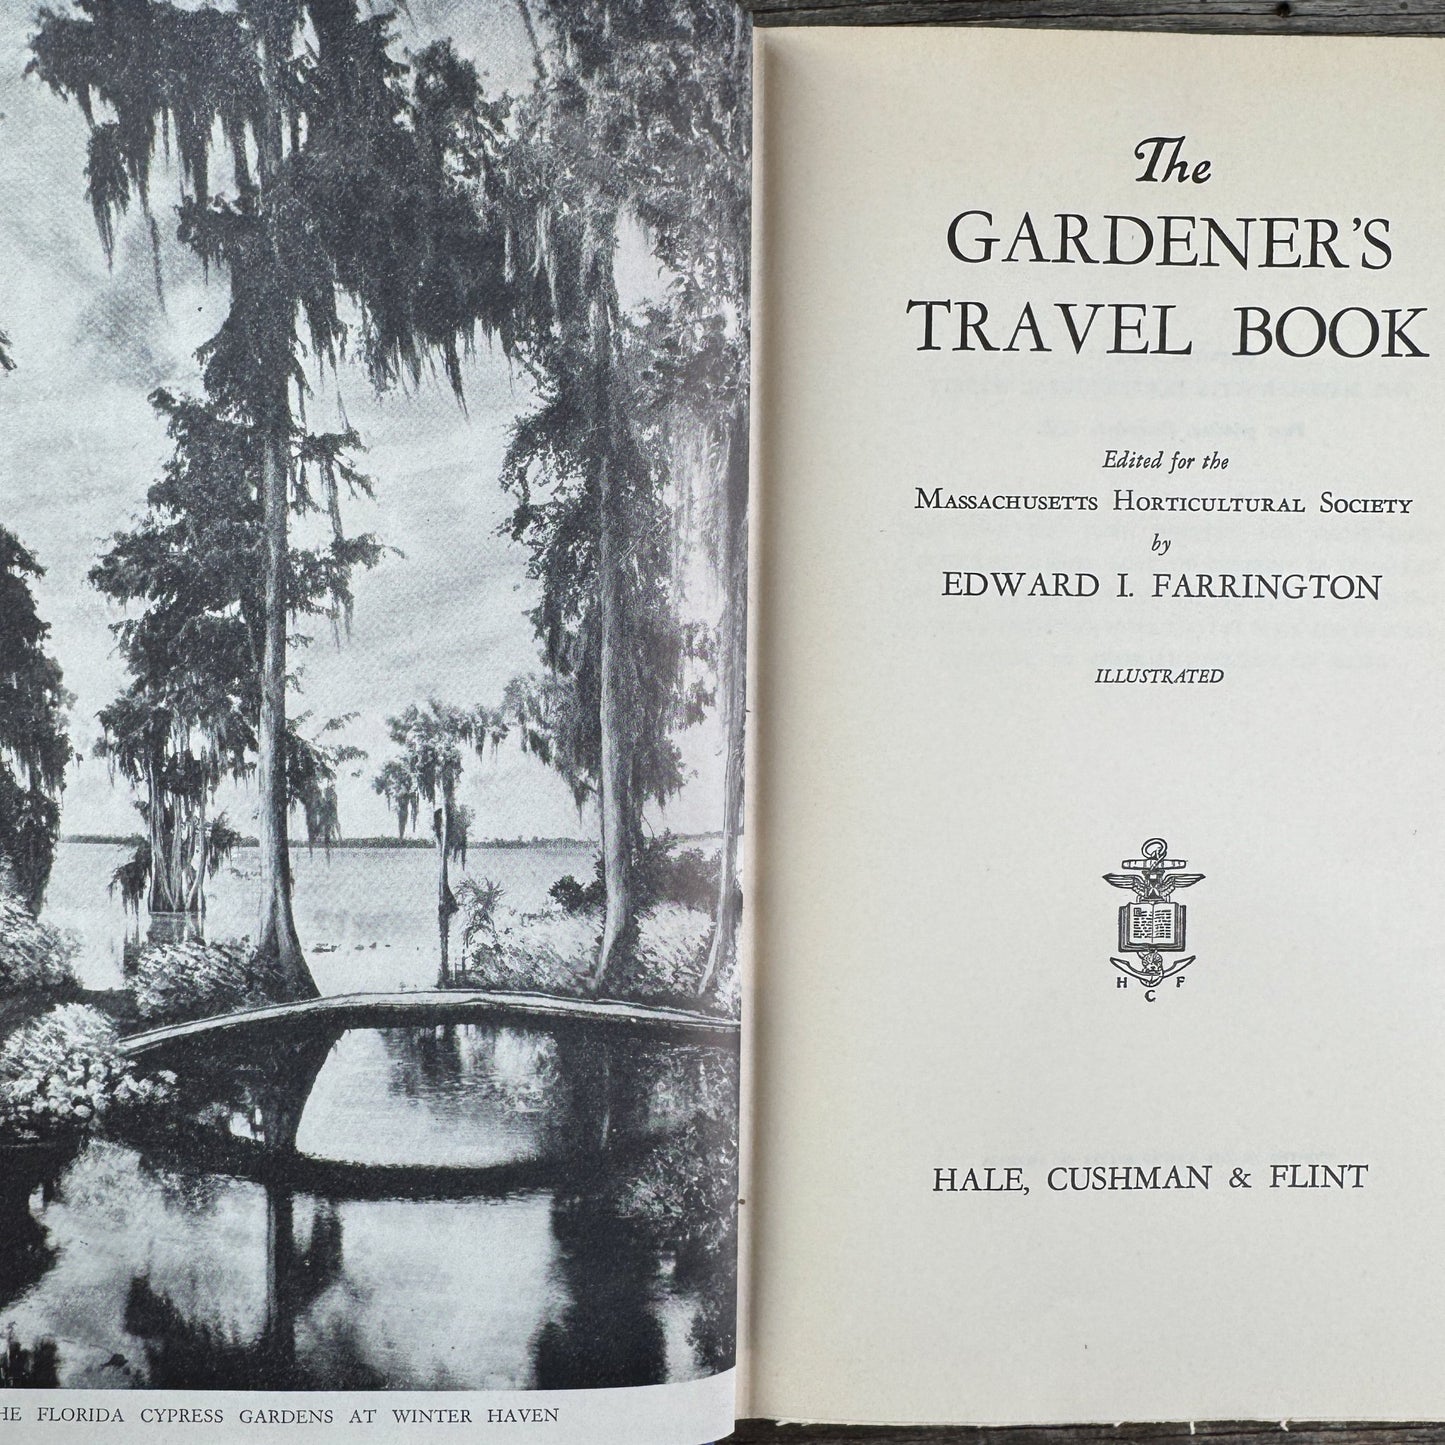 HE FLORIDA CYPRESS GARDENS AT WINTER HAVEN
The
GARDENER'S
TRAVEL BOOK
Edited for the
MASSACHUSETTS HORTICULTURAL SOCIETY
by
EDWARD I. FARRINGTON
ILLUSTRATED
H C F
HALE, CUSHMAN & FLINT